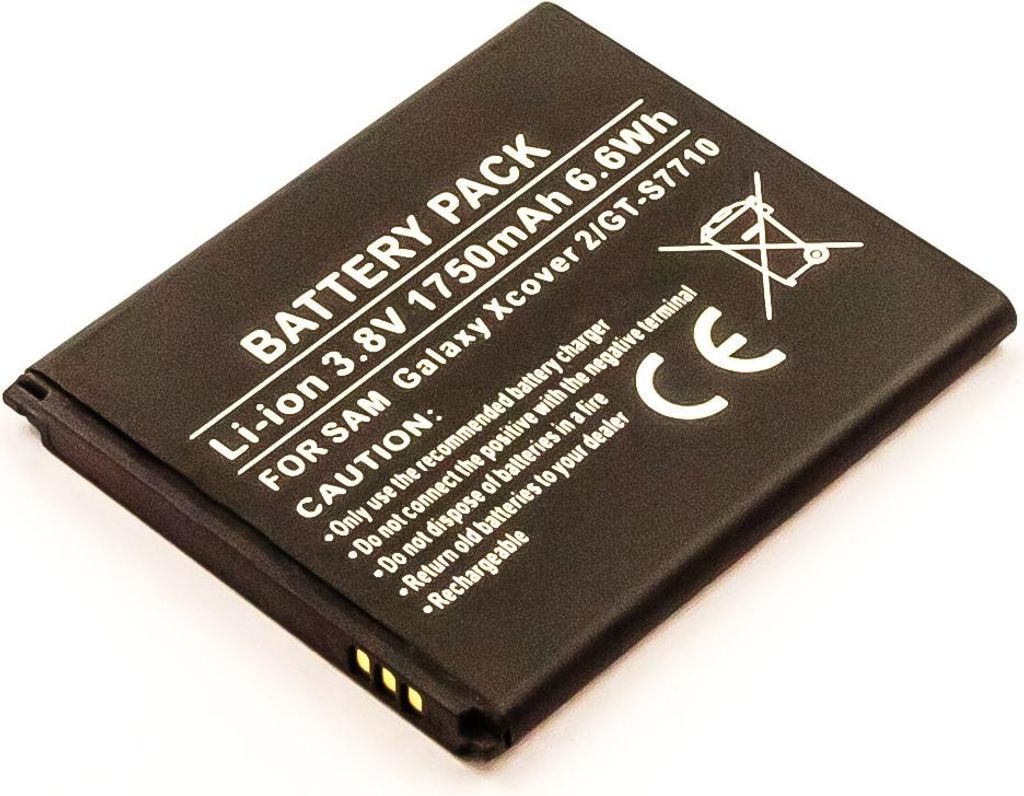 BATTERY PACK
Li-ion 3.8V 1750mAh 6.6Wh
FOR SAM Galaxy Xcover 2/GT-S7710
CAUTION:
•Only use the recommended battery charger
•Do not connect the positive with the negative terminal
•Do not dispose of batteries in a fire
•Return old batteries to your dealer
•Rechargeable
CE